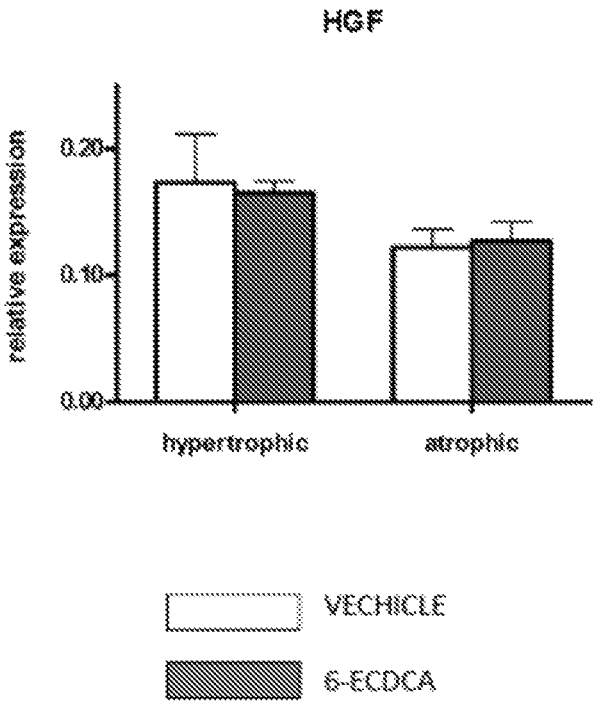 HGF
relative expression
0.20
0.10
0.00
hypertrophic
atrophic
VECHICLE
6-ECDCA